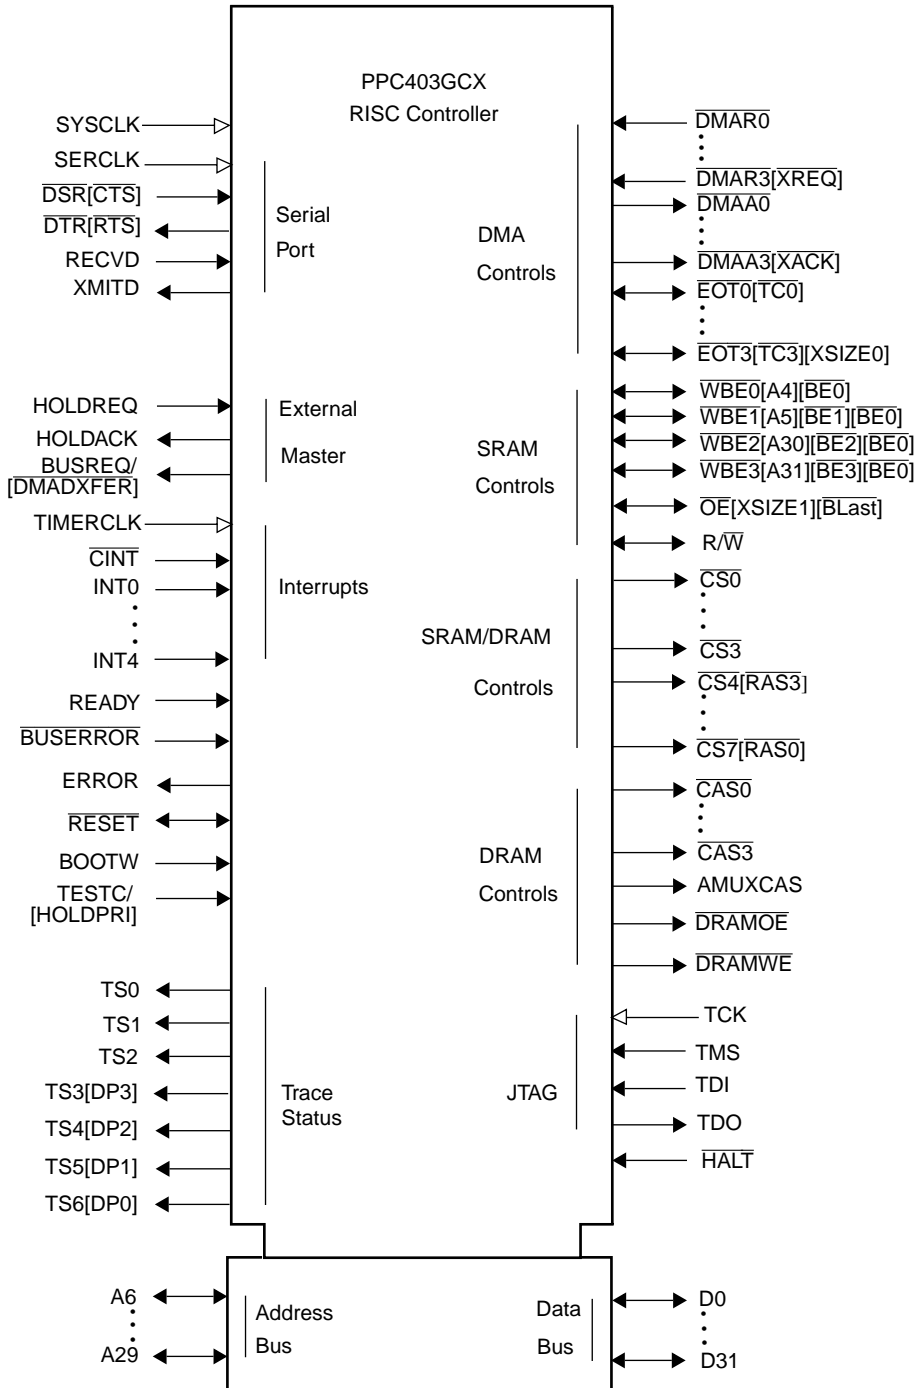 PPC403GCX
RISC Controller
SYSCLK
SERCLK
DSR[CTS]
DTR[RTS]
RECVD
XMITD
Serial
Port
HOLDREQ
HOLDACK
BUSREQ/
[DMADXFER]
External
Master
TIMERCLK
CINT
INT0
INT4
Interrupts
READY
BUSERROR
ERROR
RESET
BOOTW
TESTC/
[HOLDPRI]
TS0
TS1
TS2
TS3[DP3]
TS4[DP2]
TS5[DP1]
TS6[DP0]
Trace
Status
A6
A29
Address
Bus
DMA
Controls
DMAR0
DMAR3[XREQ]
DMAA0
DMAA3[XACK]
EOT0[TC0]
EOT3[TC3][XSIZE0]
SRAM
Controls
WBE0[A4][BE0]
WBE1[A5][BE1][BE0]
WBE2[A30][BE2][BE0]
WBE3[A31][BE3][BE0]
OE[XSIZE1][BLast]
R/W
SRAM/DRAM
Controls
CS0
CS3
CS4[RAS3]
CS7[RAS0]
DRAM
Controls
CAS0
CAS3
AMUXCAS
DRAMOE
DRAMWE
JTAG
TCK
TMS
TDI
TDO
HALT
Data
Bus
D0
D31